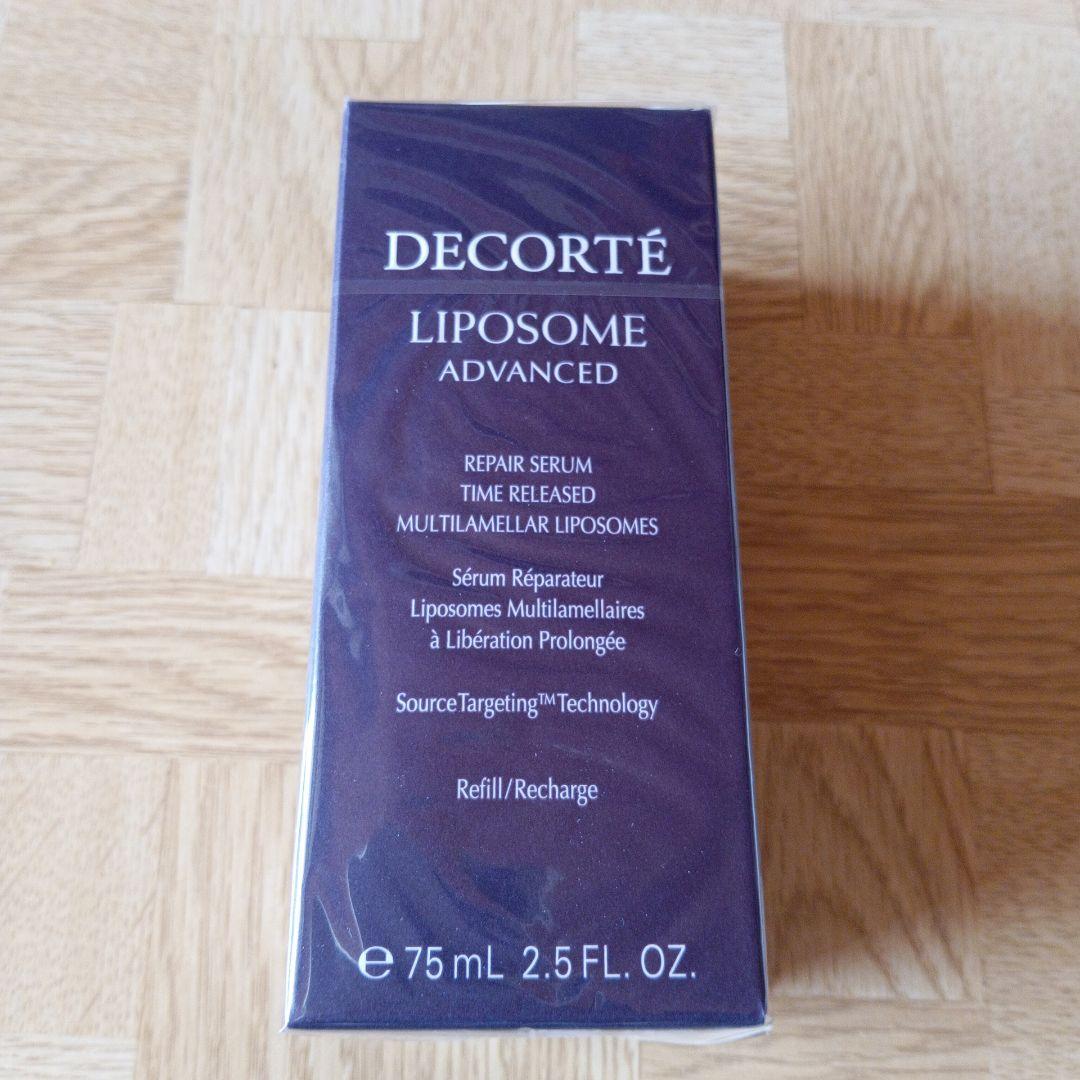 DECORTÉ
LIPOSOME
ADVANCED
REPAIR SERUM
TIME RELEASED
MULTILAMELLAR LIPOSOMES
Sérum Réparateur
Liposomes Multilamellaires
à Libération Prolongée
SourceTargeting™Technology
Refill/Recharge
℮ 75 mL 2.5 FL. OZ.